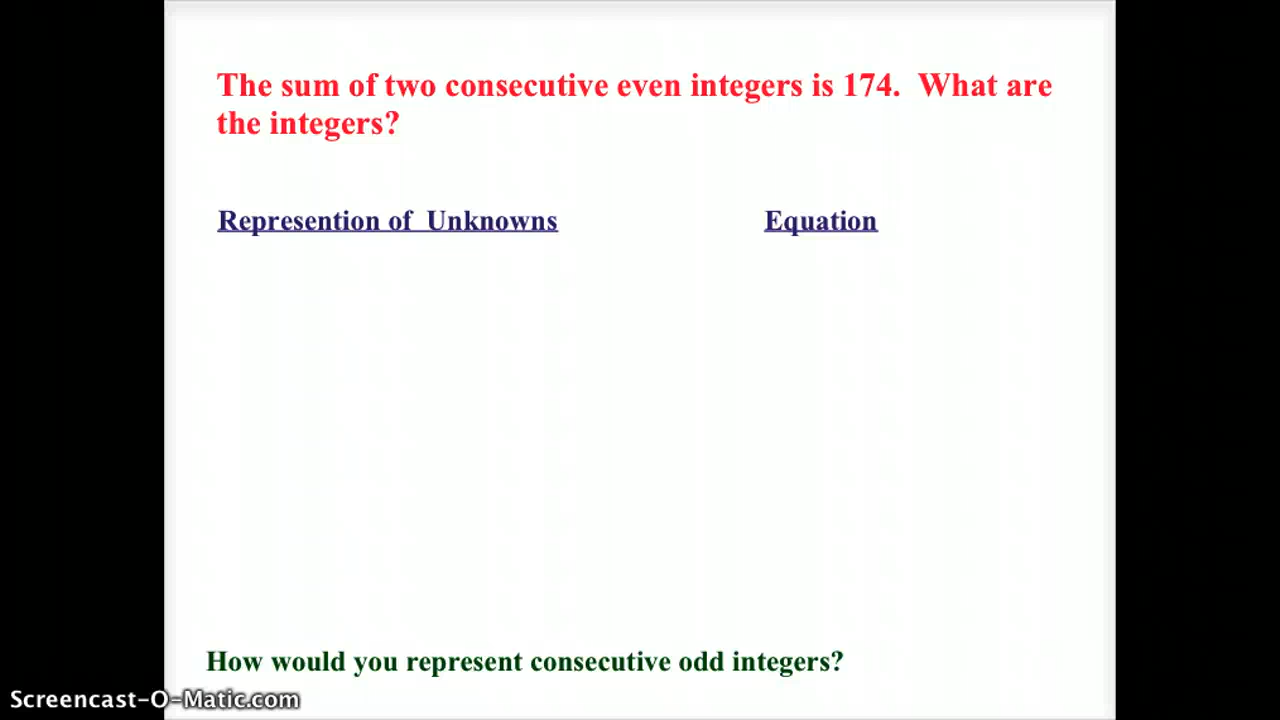 The sum of two consecutive even integers is 174. What are
the integers?
Represention of Unknowns
Equation
How would you represent consecutive odd integers?
Screencast-O-Matic.com